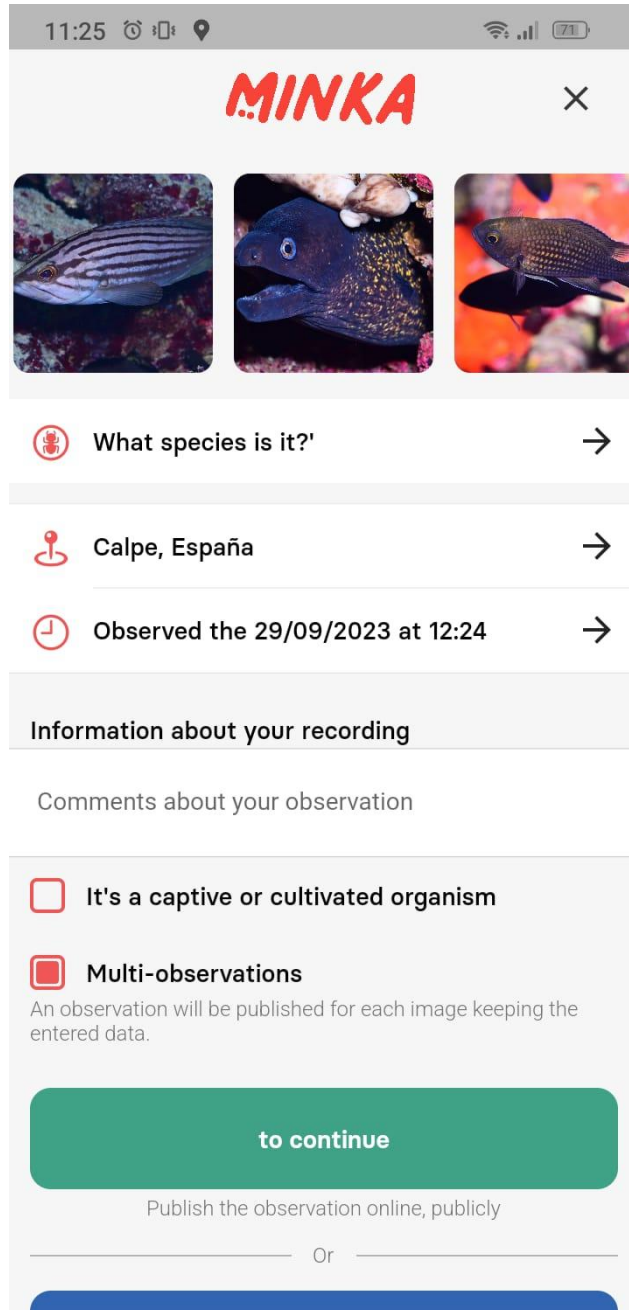 11:25
71
MINKA
What species is it?'
Calpe, España
Observed the 29/09/2023 at 12:24
Information about your recording
Comments about your observation
It's a captive or cultivated organism
Multi-observations
An observation will be published for each image keeping the
entered data.
to continue
Publish the observation online, publicly
Or